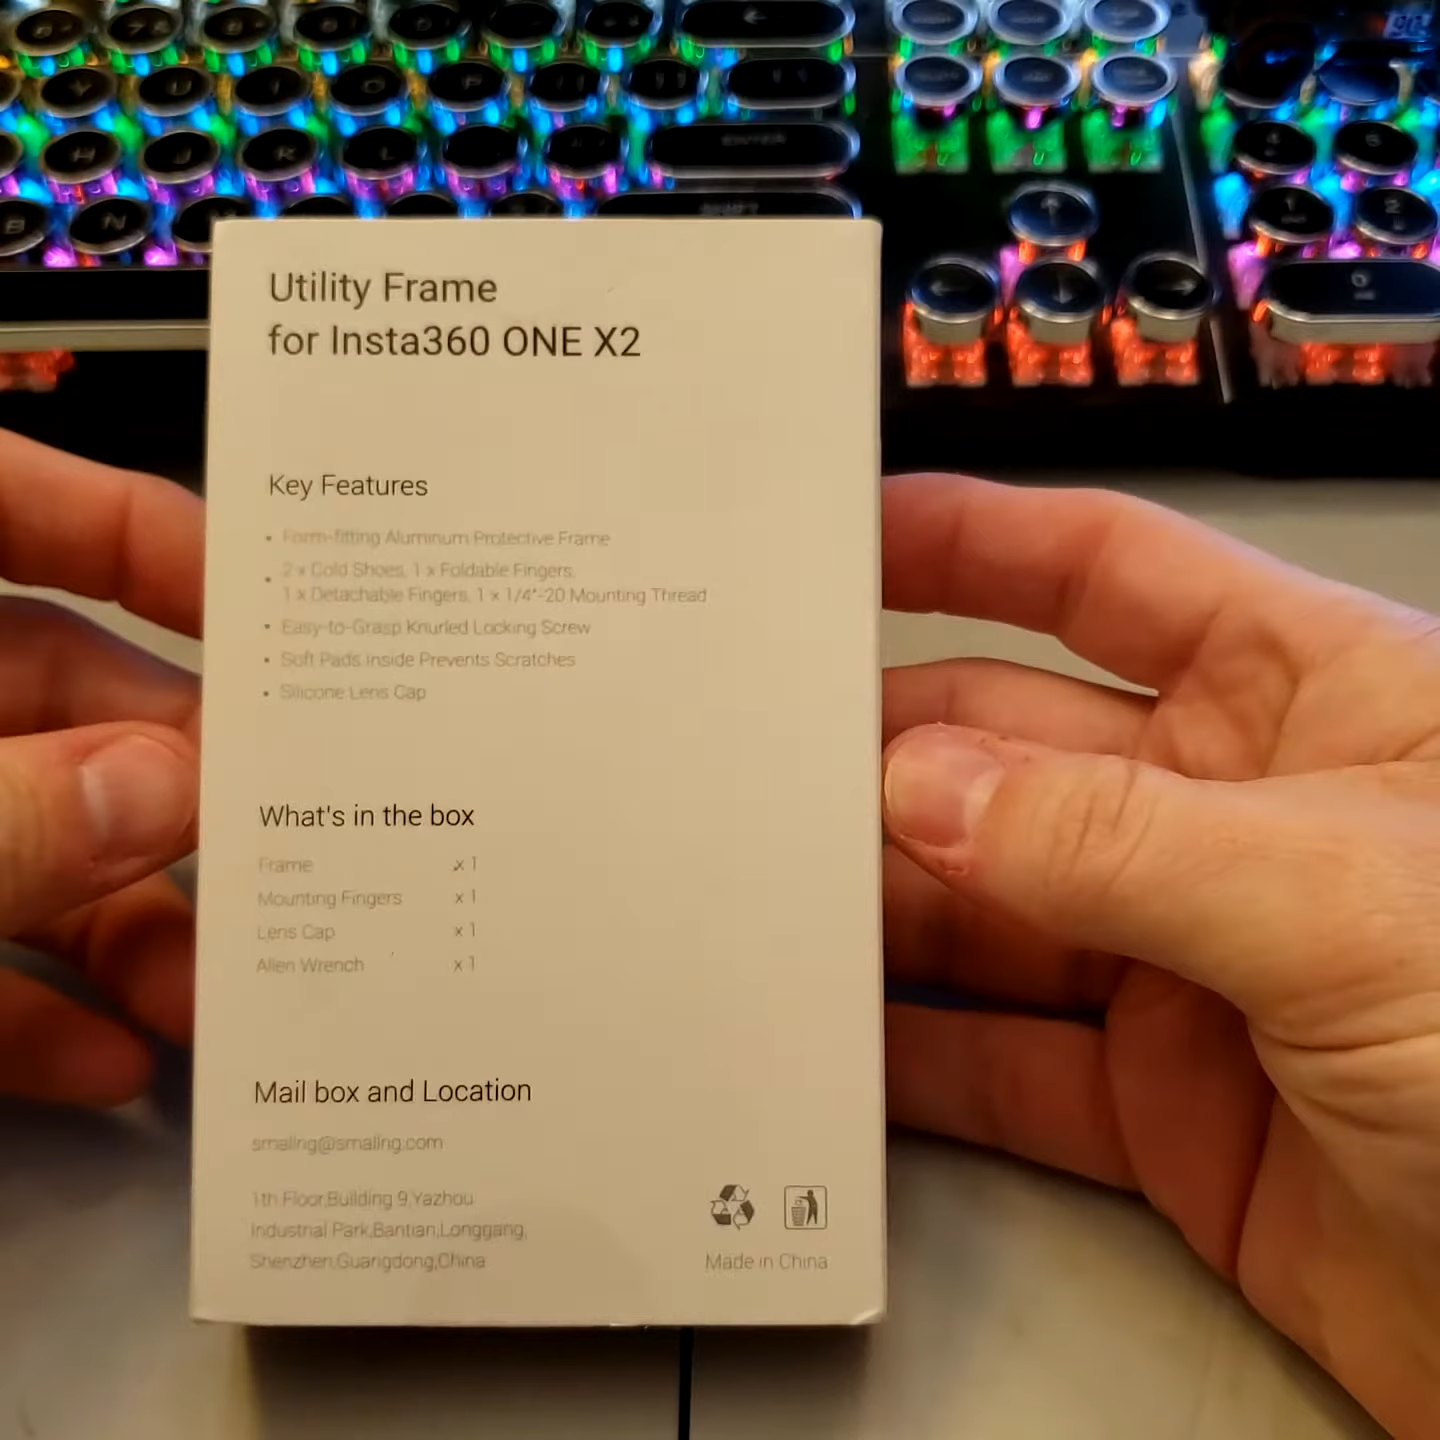 ENTER
Utility Frame
for Insta360 ONE X2
Key Features
• Form-fitting Aluminum Protective Frame
• 2 x Cold Shoes, 1 x Foldable Fingers,
1 x Detachable Fingers, 1 x 1/4"-20 Mounting Thread
• Easy-to-Grasp Knurled Locking Screw
• Soft Pads Inside Prevents Scratches
• Silicone Lens Cap
What's in the box
Frame x 1
Mounting Fingers x 1
Lens Cap x 1
Allen Wrench x 1
Mail box and Location
smaling@smaling.com
1th Floor,Building 9,Yazhou
Industrial Park,Bantian,Longgang,
Shenzhen,Guangdong,China
Made in China